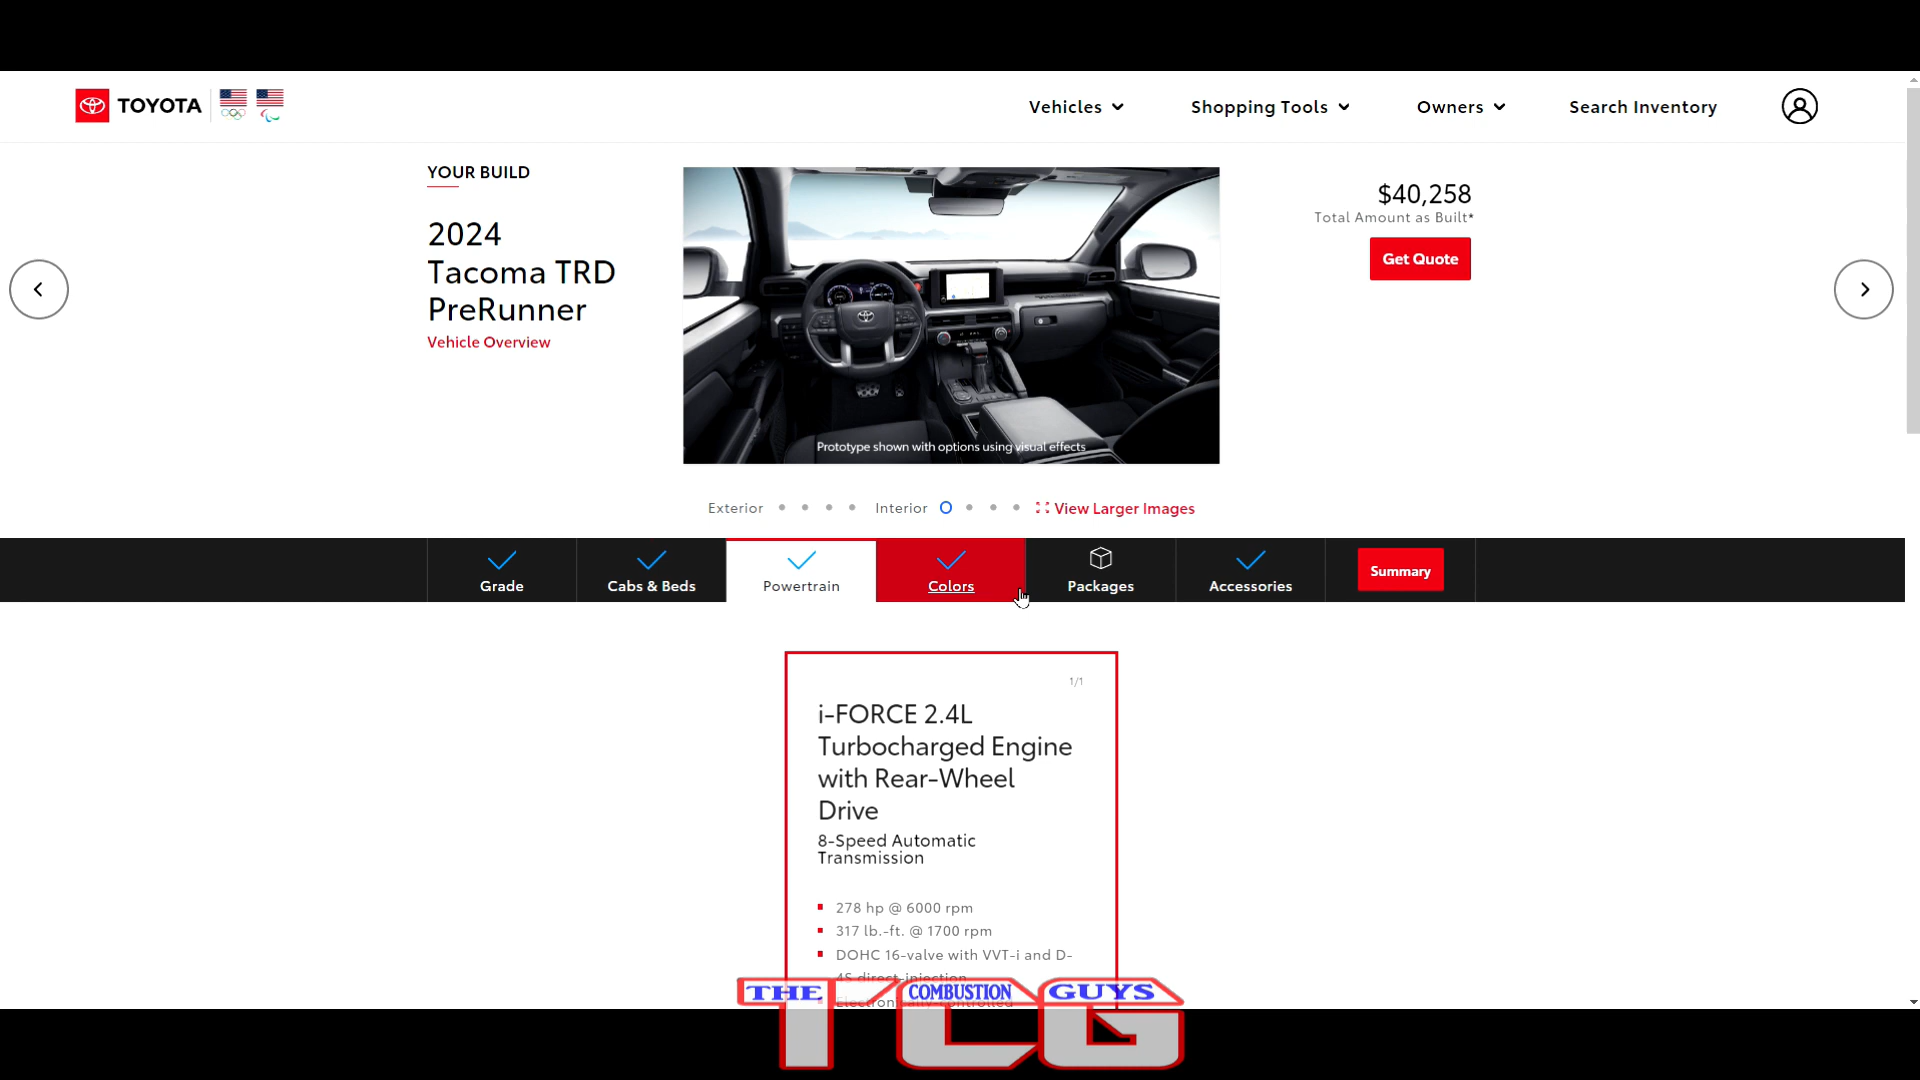 TOYOTA
Vehicles
Shopping Tools
Owners
Search Inventory
YOUR BUILD
2024
Tacoma TRD
PreRunner
Vehicle Overview
Prototype shown with options using visual effects
$40,258
Total Amount as Built*
Get Quote
Exterior
Interior
View Larger Images
Grade
Cabs & Beds
Powertrain
Colors
Packages
Accessories
Summary
1/1
i-FORCE 2.4L
Turbocharged Engine
with Rear-Wheel
Drive
8-Speed Automatic
Transmission
278 hp @ 6000 rpm
317 lb.-ft. @ 1700 rpm
DOHC 16-valve with VVT-i and D-
4S direct-injection
Electronically-controlled
THE COMBUSTION GUYS
TCG